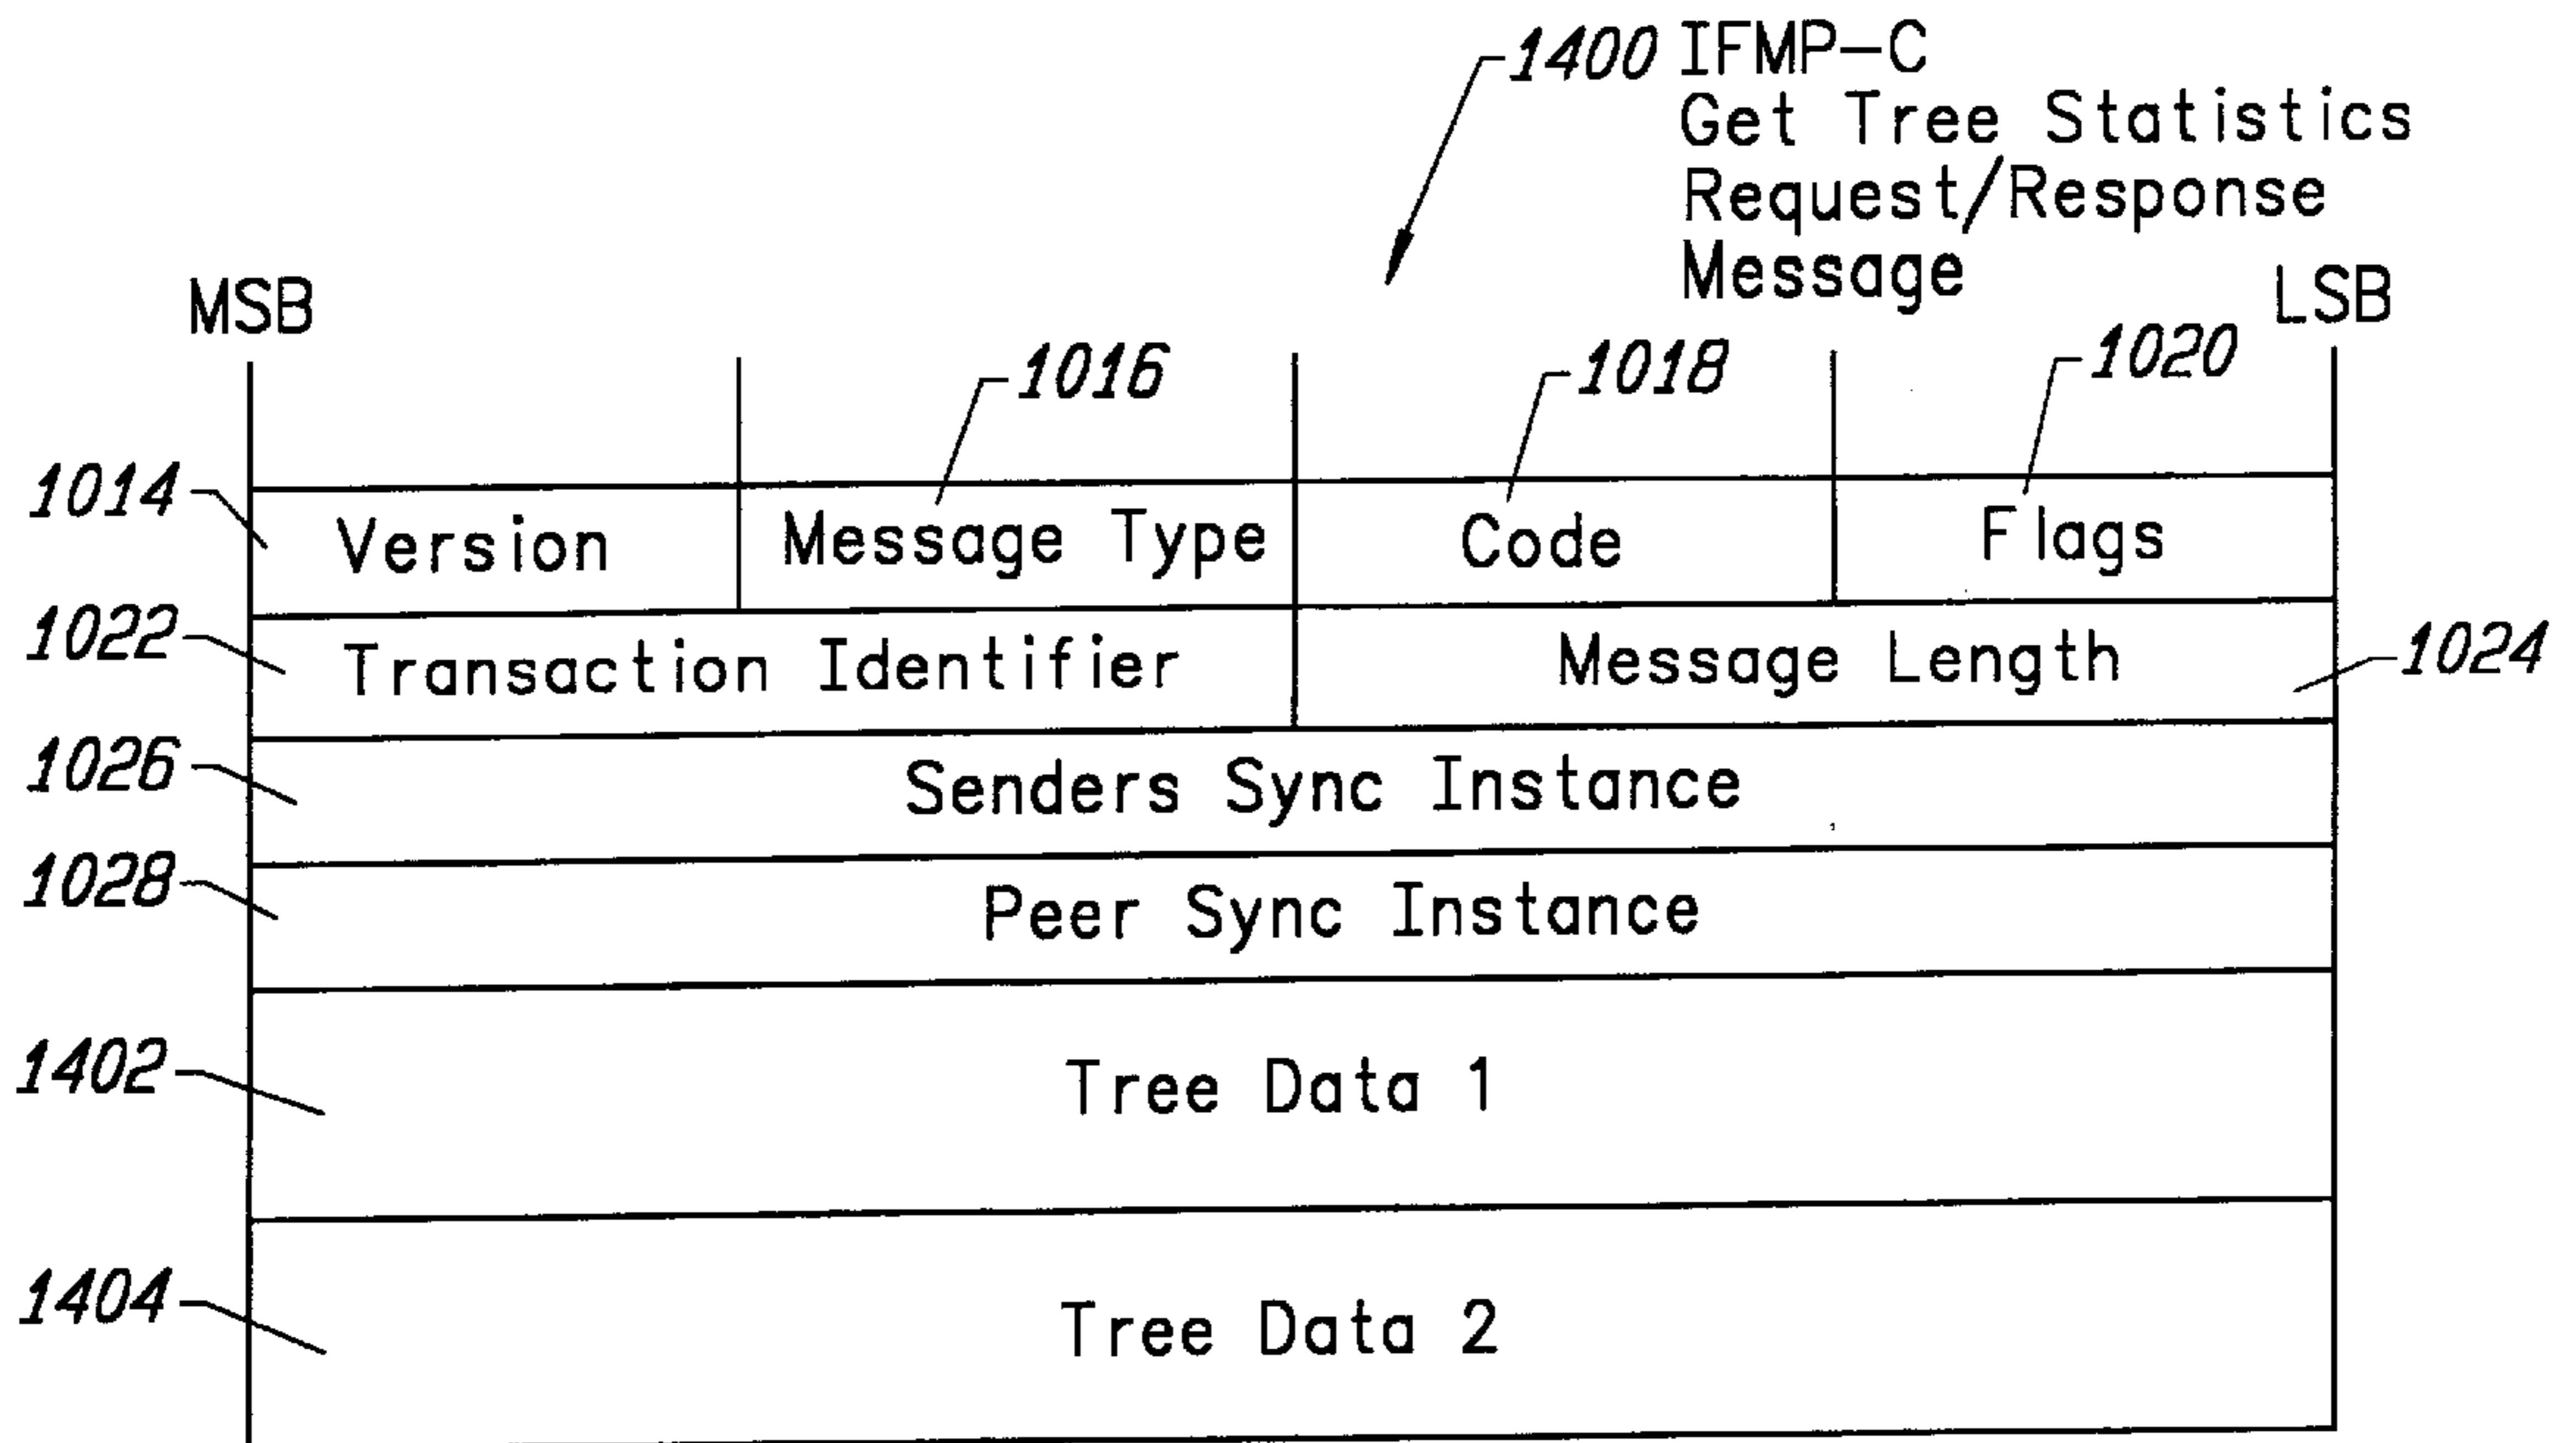 1400 IFMP-C
Get Tree Statistics
Request/Response
Message
MSB
LSB
1016
1018
1020
1014
Version
Message Type
Code
Flags
1022
Transaction Identifier
Message Length
1024
1026
Senders Sync Instance
1028
Peer Sync Instance
1402
Tree Data 1
1404
Tree Data 2